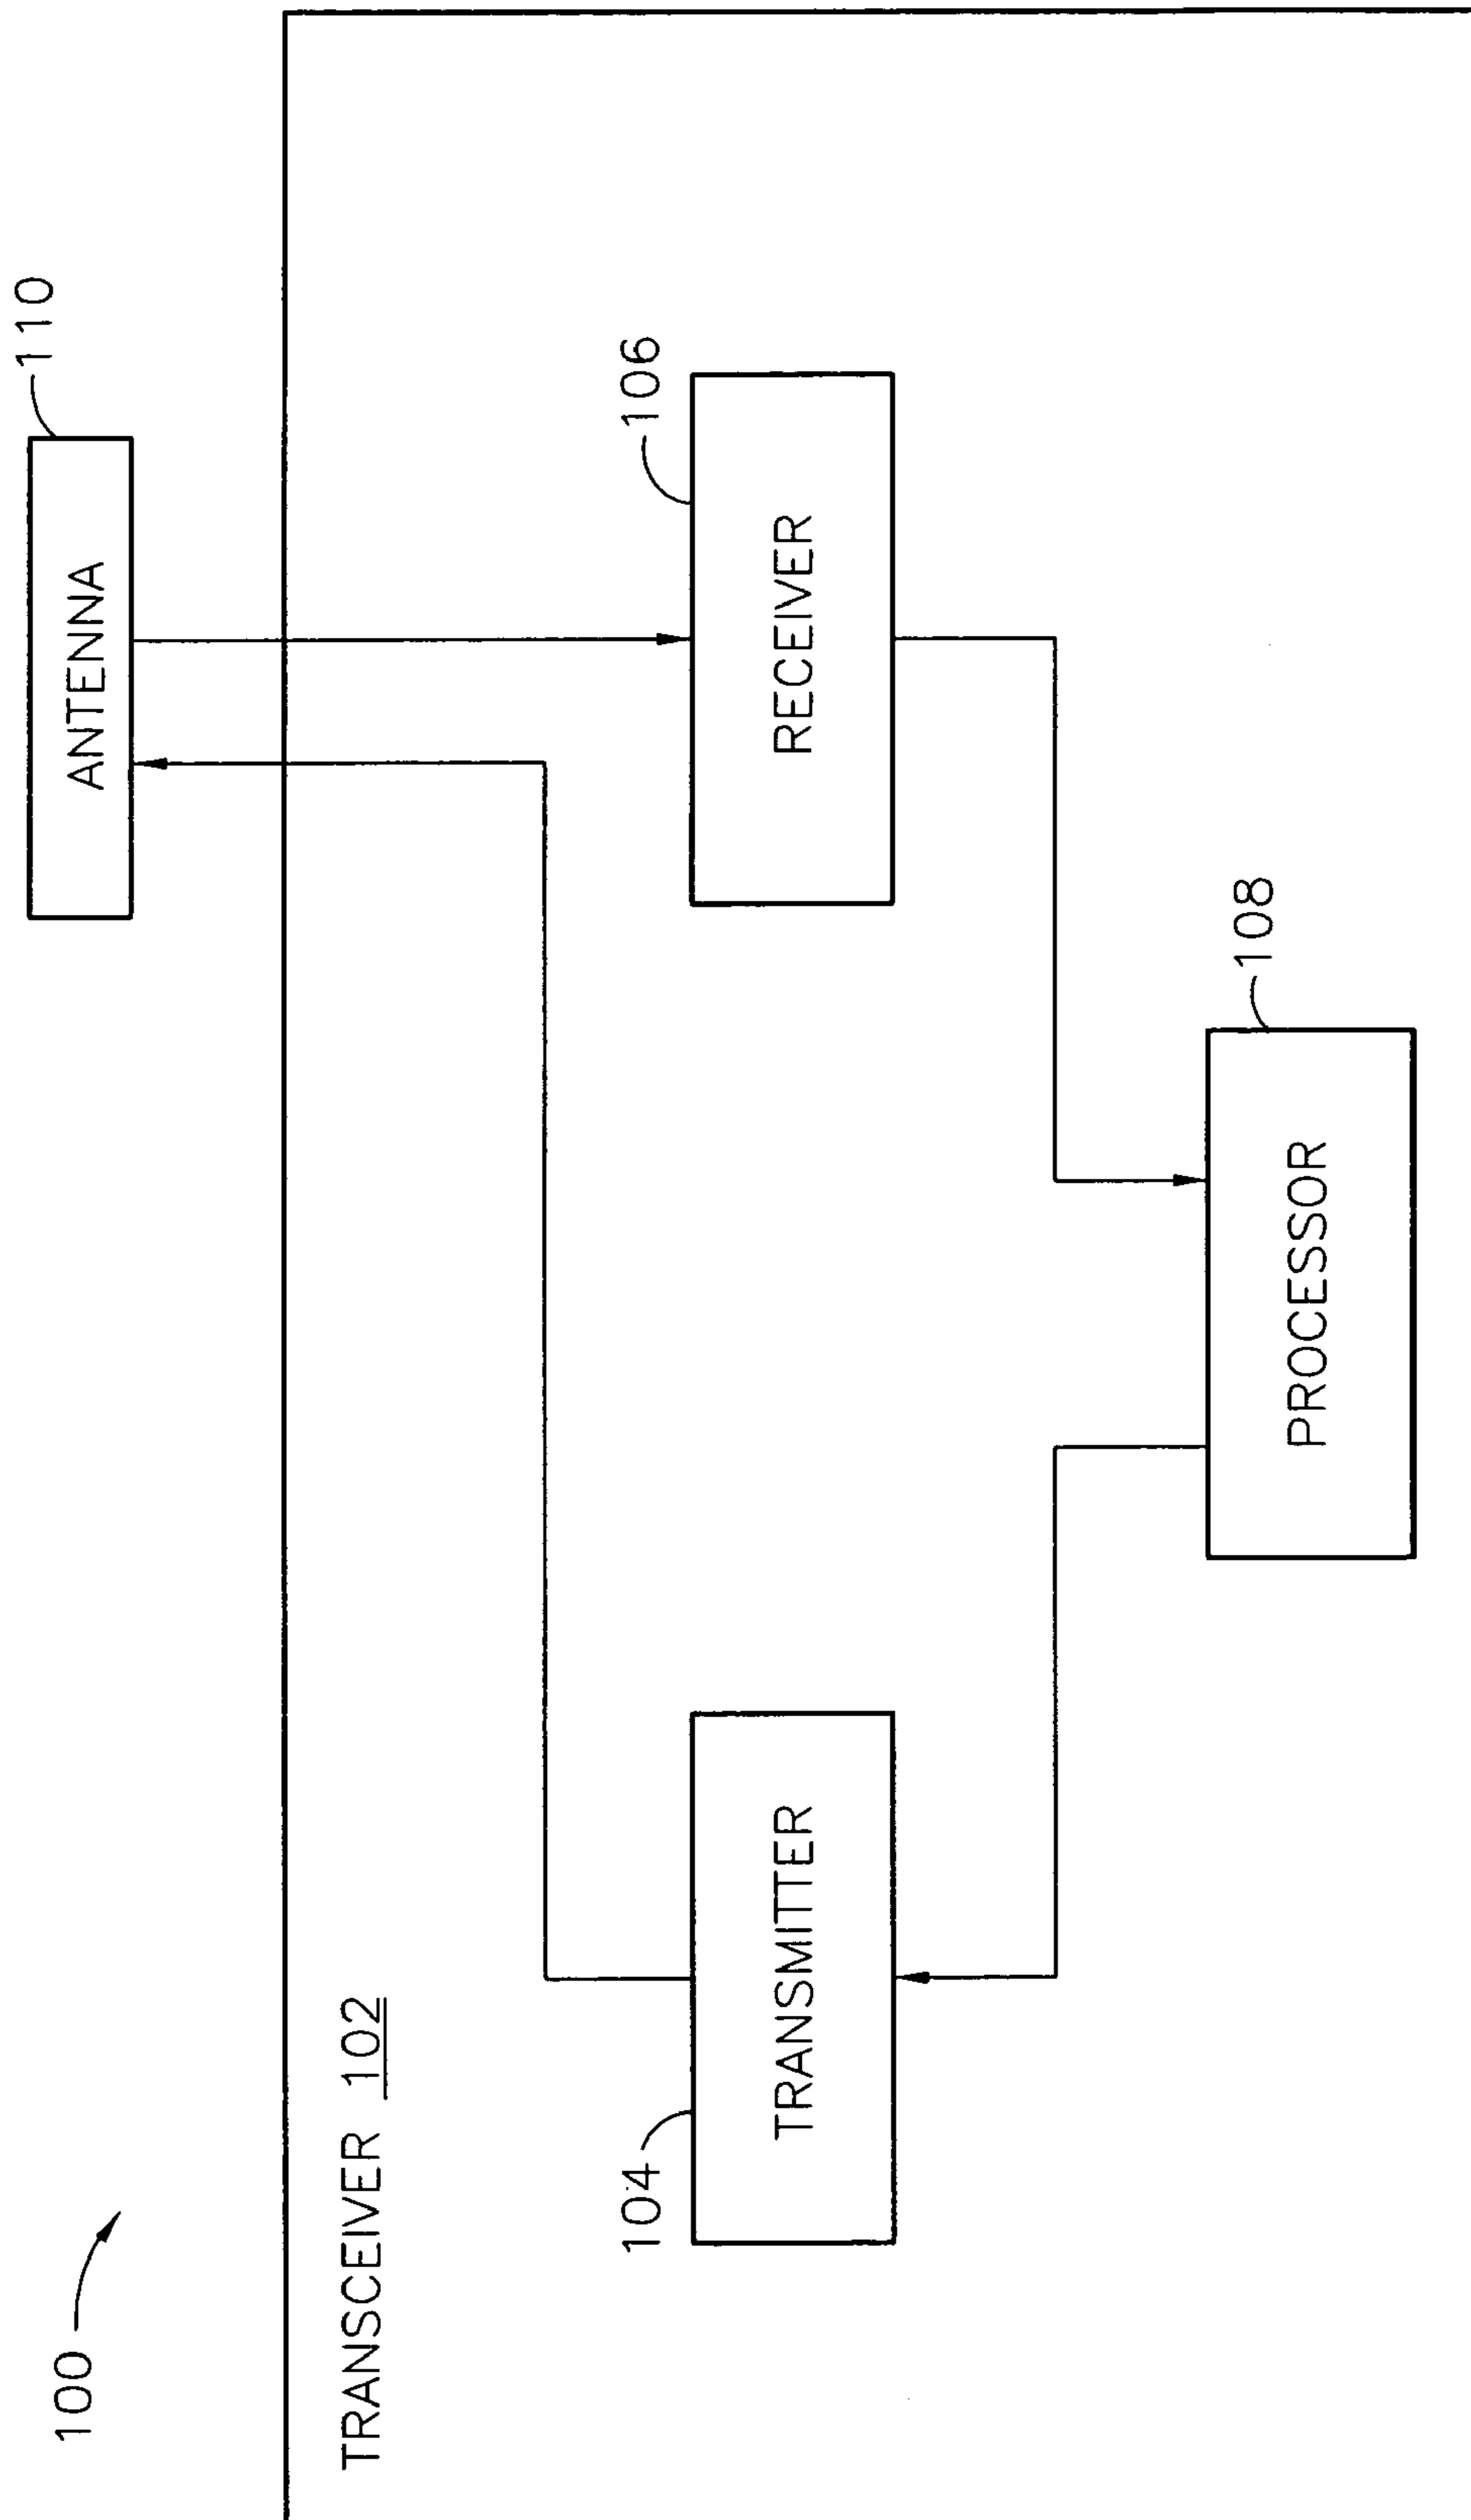 100
110
ANTENNA
TRANSCEIVER 102
104
106
TRANSMITTER
RECEIVER
108
PROCESSOR